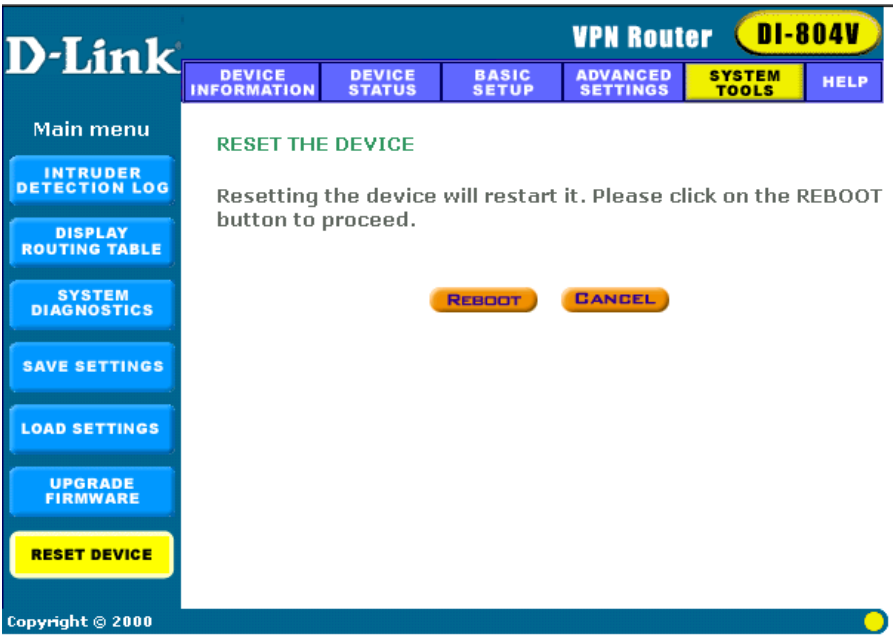 D-Link
VPN Router DI-804V
DEVICE INFORMATION
DEVICE STATUS
BASIC SETUP
ADVANCED SETTINGS
SYSTEM TOOLS
HELP
Main menu
INTRUDER
DETECTION LOG
DISPLAY
ROUTING TABLE
SYSTEM
DIAGNOSTICS
SAVE SETTINGS
LOAD SETTINGS
UPGRADE
FIRMWARE
RESET DEVICE
RESET THE DEVICE
Resetting the device will restart it. Please click on the REBOOT
button to proceed.
REBOOT CANCEL
Copyright © 2000